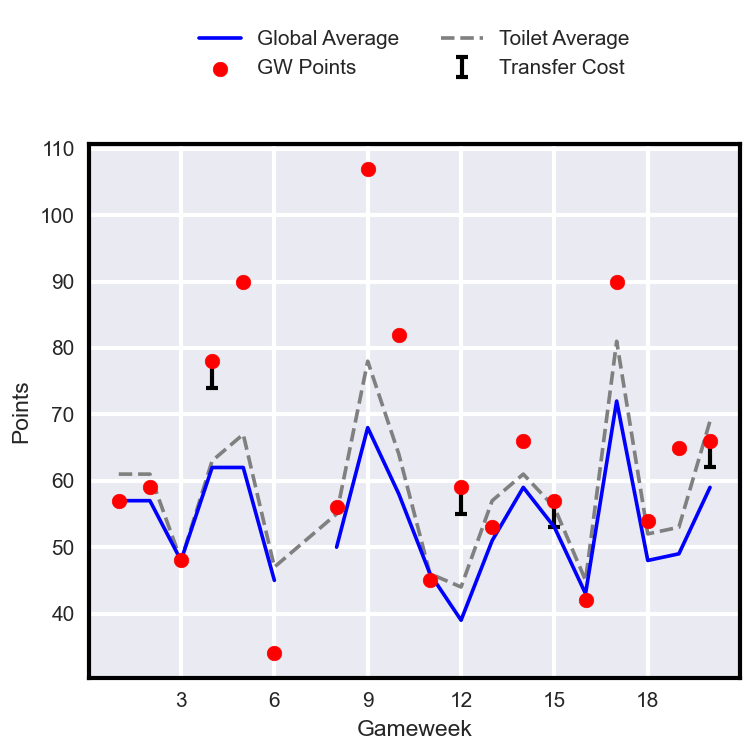 Global Average
Toilet Average
GW Points
Transfer Cost
110
100
90
80
70
60
50
40
Points
3 6 9 12 15 18
Gameweek